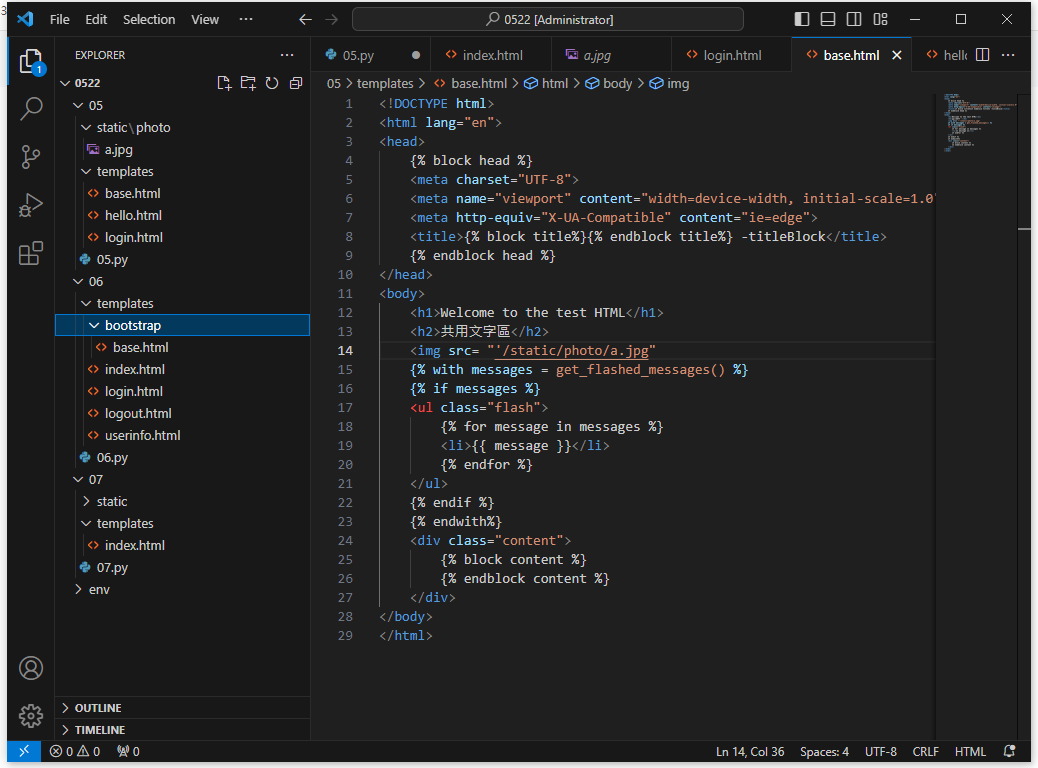 3
File Edit Selection View ··· 0522 [Administrator]
EXPLORER ···
05.py index.html a.jpg login.html base.html ···
0522
05 > templates > base.html > html > body > img
05
static\photo
a.jpg
templates
base.html
hello.html
login.html
05.py
06
templates
bootstrap
base.html
index.html
login.html
logout.html
userinfo.html
06.py
07
static
templates
index.html
07.py
env
OUTLINE
TIMELINE
1
1 <!DOCTYPE html>
2 <html lang="en">
3 <head>
4 {% block head %}
5 <meta charset="UTF-8">
6 <meta name="viewport" content="width=device-width, initial-scale=1.0"
7 <meta http-equiv="X-UA-Compatible" content="ie=edge">
8 <title>{% block title%}{% endblock title%} -titleBlock</title>
9 {% endblock head %}
10 </head>
11 <body>
12 <h1>Welcome to the test HTML</h1>
13 <h2>共用文字區</h2>
14 <img src= "'/static/photo/a.jpg"
15 {% with messages = get_flashed_messages() %}
16 {% if messages %}
17 <ul class="flash">
18 {% for message in messages %}
19 <li>{{ message }}</li>
20 {% endfor %}
21 </ul>
22 {% endif %}
23 {% endwith%}
24 <div class="content">
25 {% block content %}
26 {% endblock content %}
27 </div>
28 </body>
29 </html>
0 0 0 Ln 14, Col 36 Spaces: 4 UTF-8 CRLF HTML